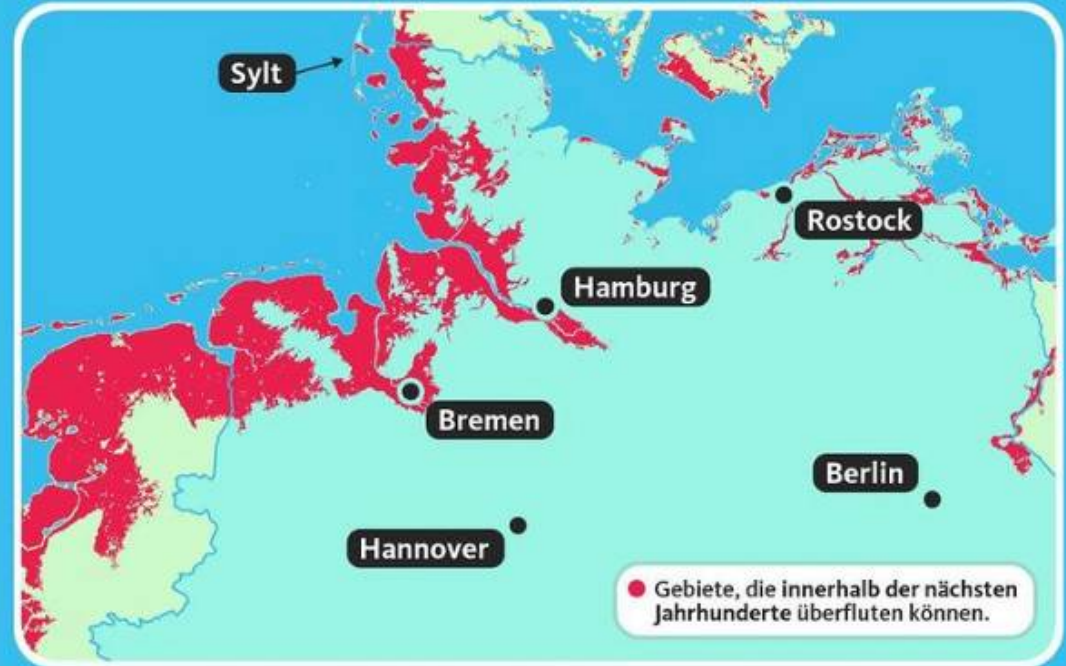 Sylt
Rostock
Hamburg
Bremen
Berlin
Hannover
Gebiete, die innerhalb der nächsten
Jahrhunderte überfluten können.